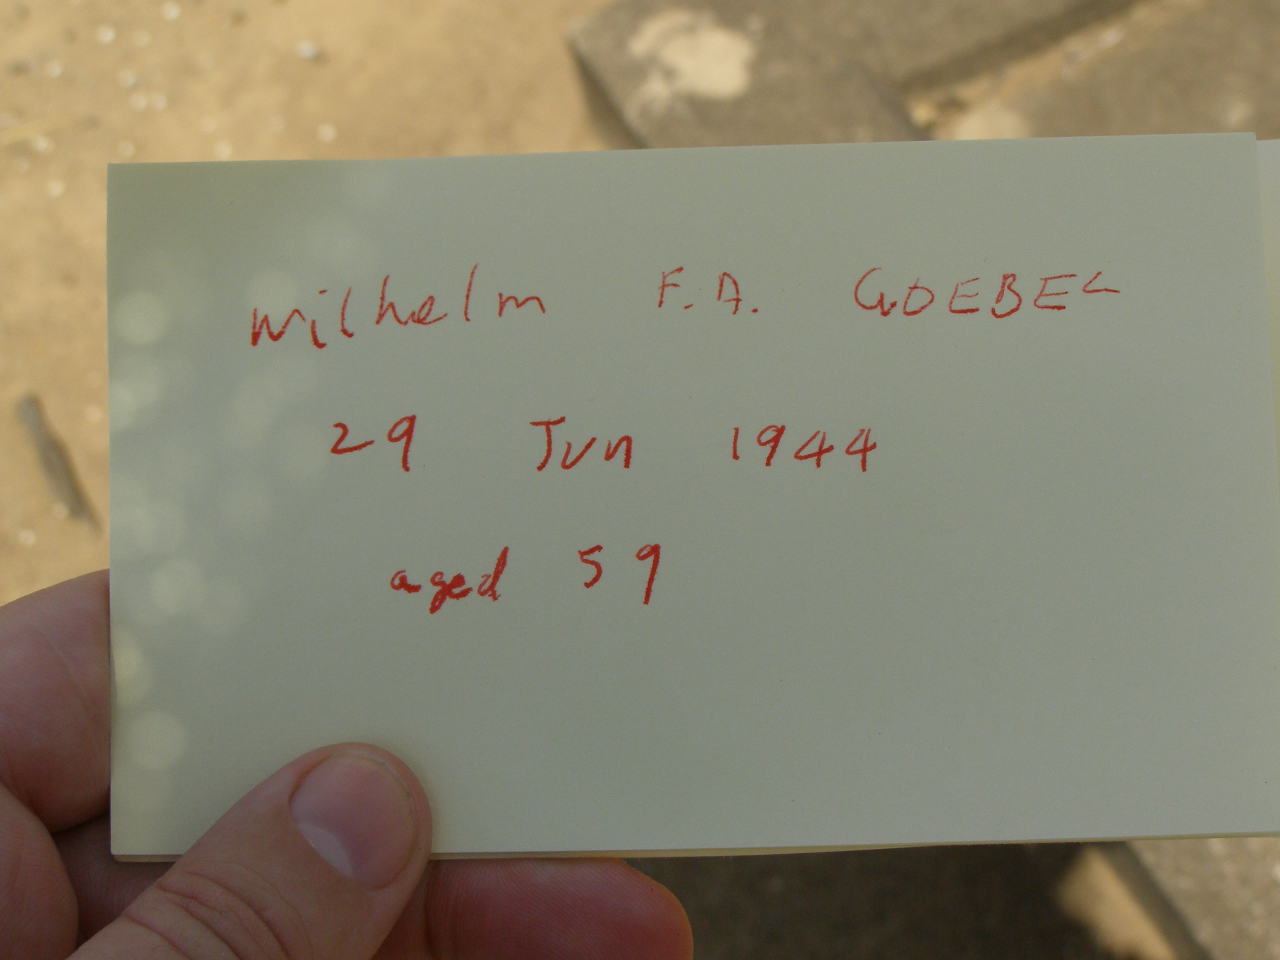 Wilhelm F.A. GOEBEL
29 Jun 1944
aged 59